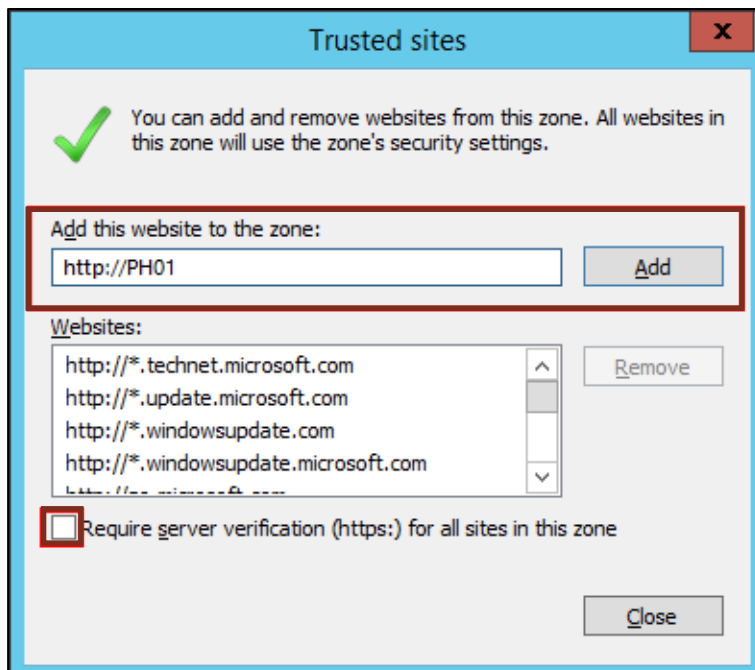 Trusted sites
x
You can add and remove websites from this zone. All websites in
this zone will use the zone's security settings.
Add this website to the zone:
http://PH01
Add
Websites:
http://*.technet.microsoft.com
Remove
http://*.update.microsoft.com
http://*.windowsupdate.com
http://*.windowsupdate.microsoft.com
Require server verification (https:) for all sites in this zone
Close